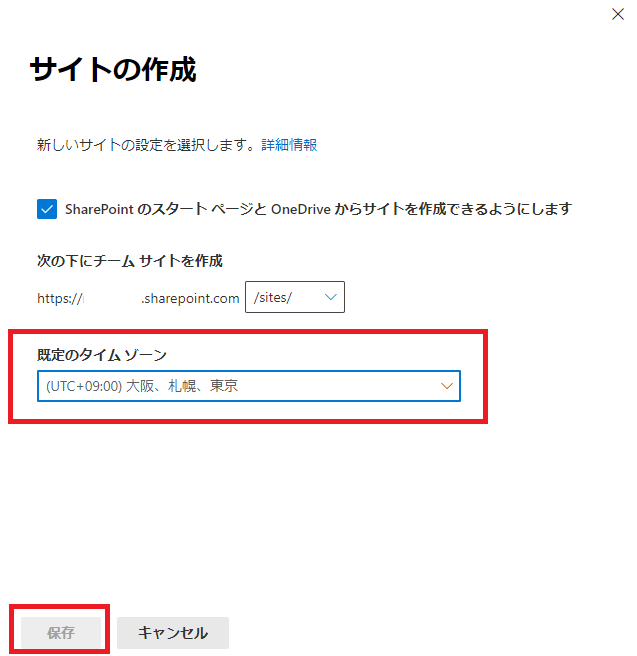 サイトの作成
新しいサイトの設定を選択します。詳細情報
SharePoint のスタート ページと OneDrive からサイトを作成できるようにします
次の下にチーム サイトを作成
https:// .sharepoint.com /sites/
既定のタイム ゾーン
(UTC+09:00) 大阪、札幌、東京
保存 キャンセル